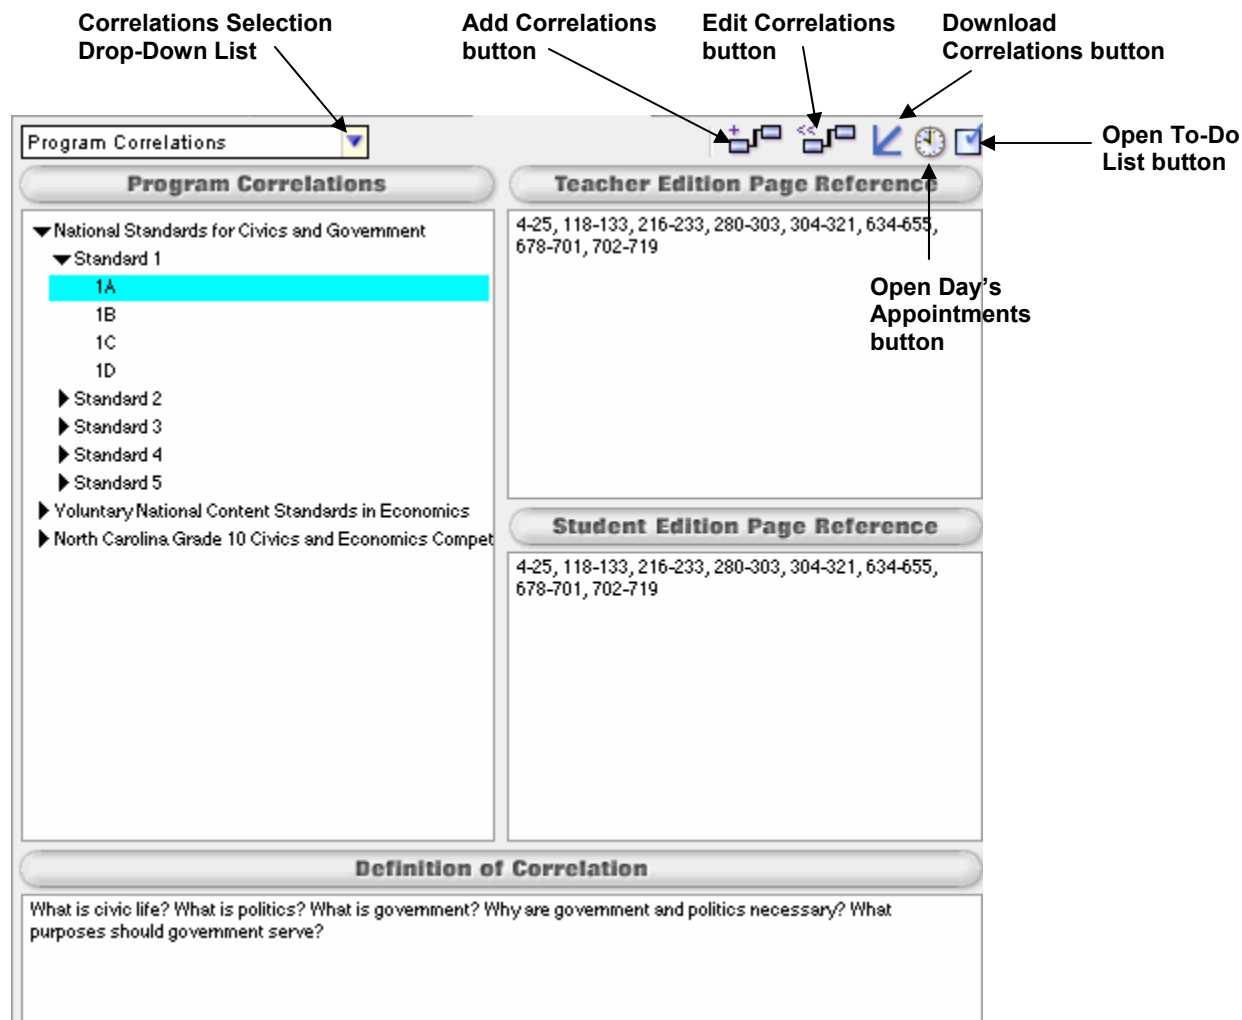 Correlations Selection
Drop-Down List
Add Correlations
button
Edit Correlations
button
Download
Correlations button
Open To-Do
List button
Program Correlations
Program Correlations
National Standards for Civics and Government
Standard 1
1A
1B
1C
1D
Standard 2
Standard 3
Standard 4
Standard 5
Voluntary National Content Standards in Economics
North Carolina Grade 10 Civics and Economics Compet
Teacher Edition Page Reference
4-25, 118-133, 216-233, 280-303, 304-321, 634-655,
678-701, 702-719
Open Day's
Appointments
button
Student Edition Page Reference
4-25, 118-133, 216-233, 280-303, 304-321, 634-655,
678-701, 702-719
Definition of Correlation
What is civic life? What is politics? What is government? Why are government and politics necessary? What
purposes should government serve?